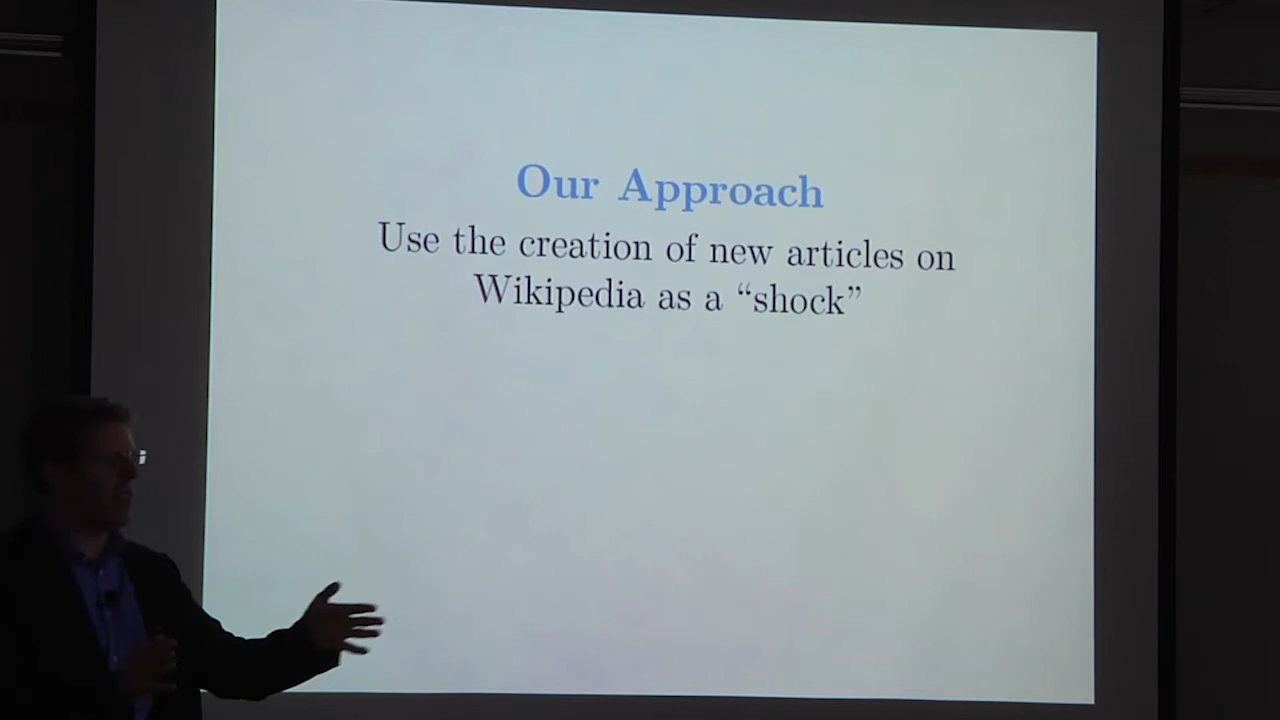 Our Approach
Use the creation of new articles on
Wikipedia as a “shock”